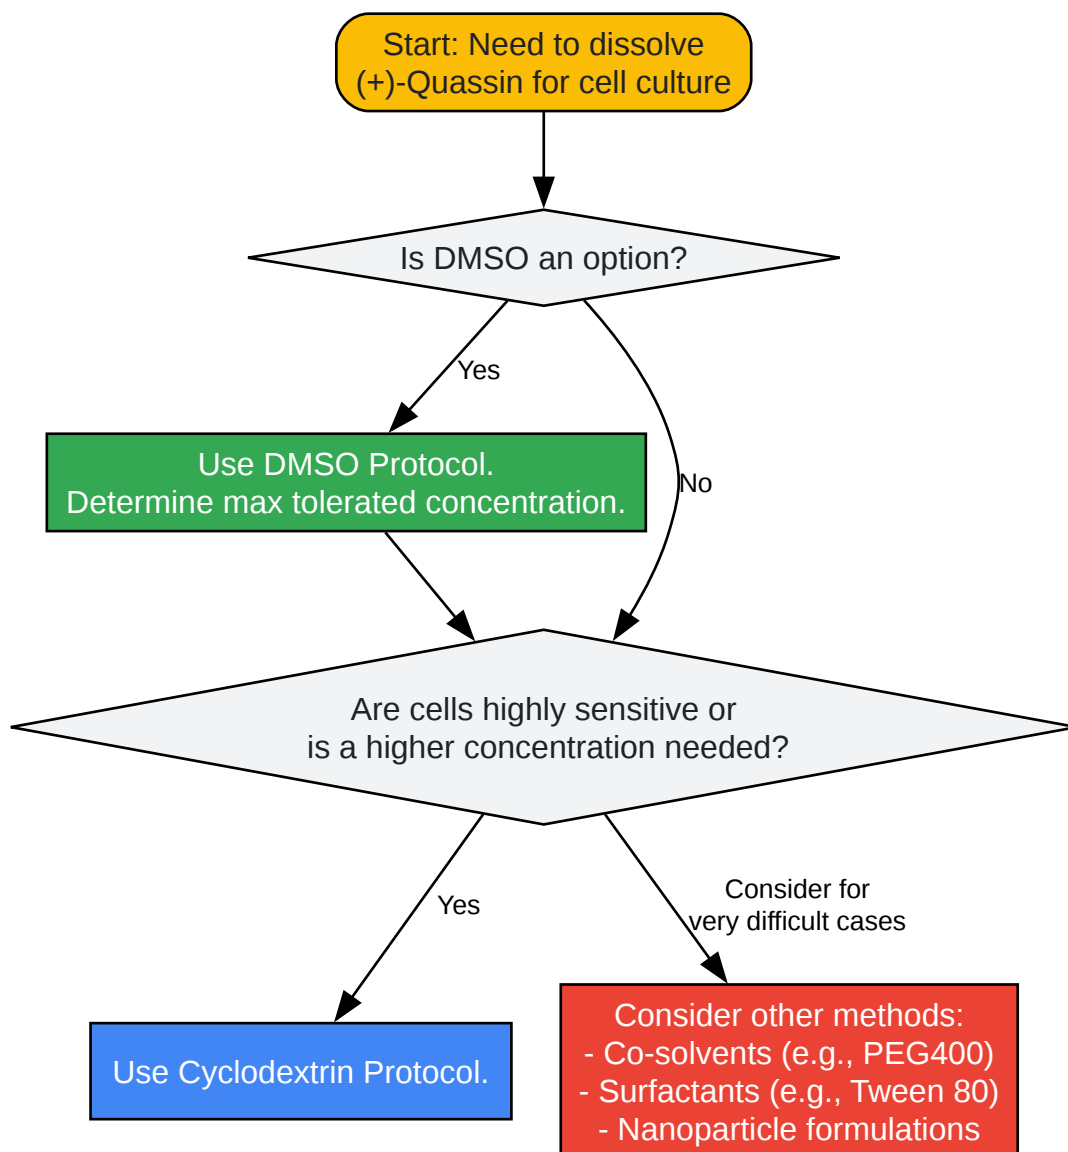 Start: Need to dissolve
(+)-Quassin for cell culture
Is DMSO an option?
Yes
Use DMSO Protocol.
Determine max tolerated concentration.
No
Are cells highly sensitive or
is a higher concentration needed?
Yes
Consider for
very difficult cases
Use Cyclodextrin Protocol.
Consider other methods:
- Co-solvents (e.g., PEG400)
- Surfactants (e.g., Tween 80)
- Nanoparticle formulations